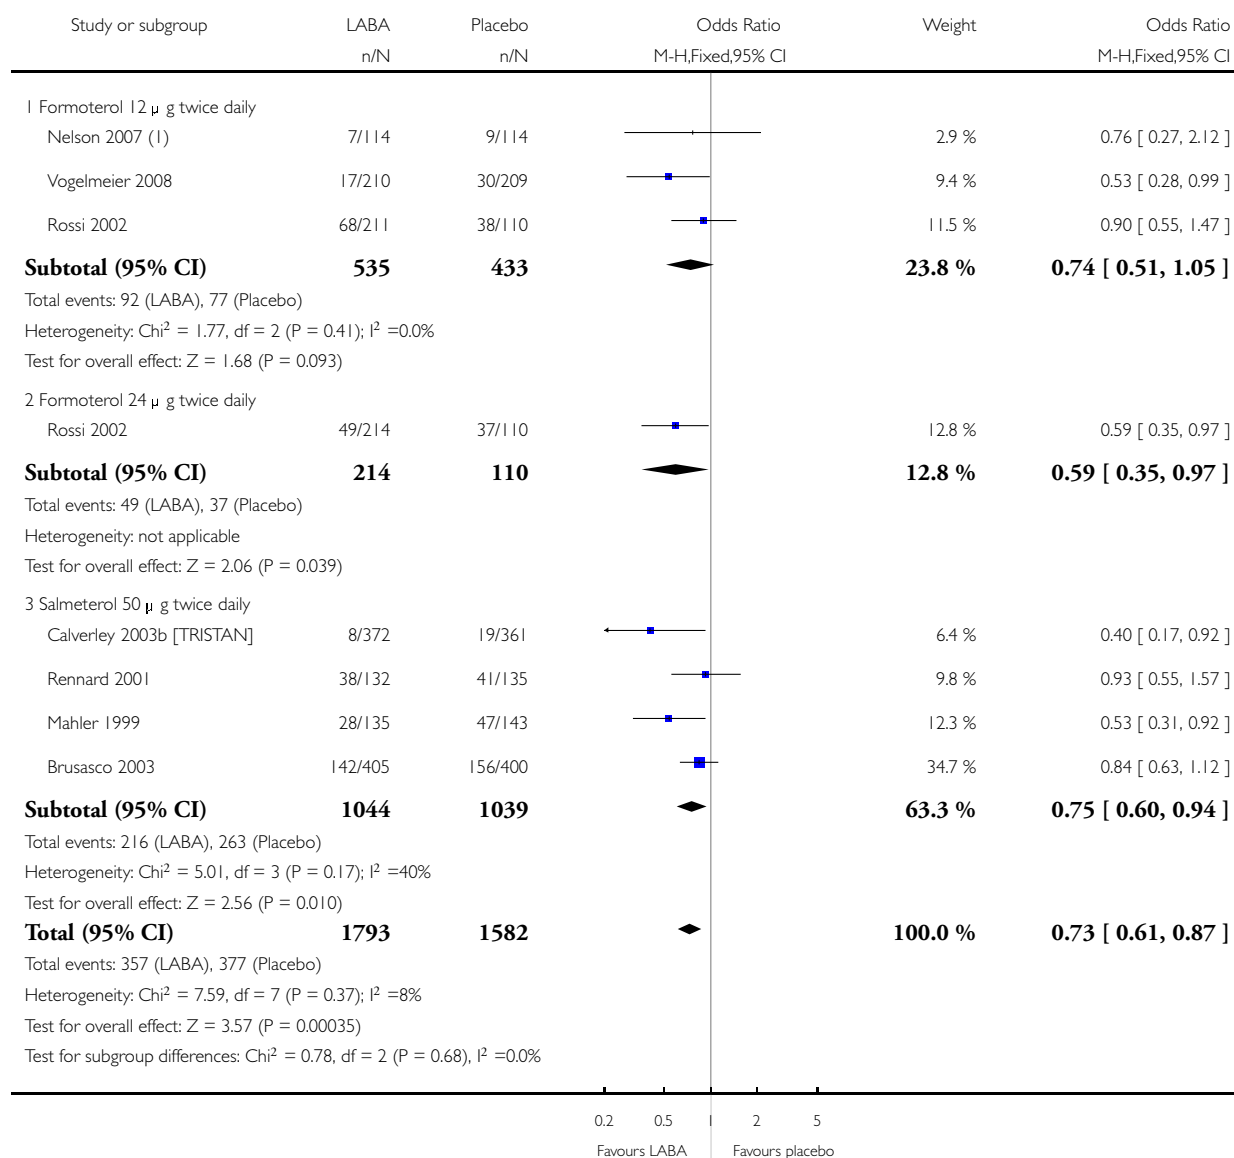 Study or subgroup LABA Placebo Odds Ratio Weight Odds Ratio
n/N n/N M-H,Fixed,95% CI M-H,Fixed,95% CI
1 Formoterol 12 μ g twice daily
Nelson 2007 (1) 7/114 9/114 2.9 % 0.76 [ 0.27, 2.12 ]
Vogelmeier 2008 17/210 30/209 9.4 % 0.53 [ 0.28, 0.99 ]
Rossi 2002 68/211 38/110 11.5 % 0.90 [ 0.55, 1.47 ]
Subtotal (95% CI) 535 433 23.8 % 0.74 [ 0.51, 1.05 ]
Total events: 92 (LABA), 77 (Placebo)
Heterogeneity: Chi² = 1.77, df = 2 (P = 0.41); I² =0.0%
Test for overall effect: Z = 1.68 (P = 0.093)
2 Formoterol 24 μ g twice daily
Rossi 2002 49/214 37/110 12.8 % 0.59 [ 0.35, 0.97 ]
Subtotal (95% CI) 214 110 12.8 % 0.59 [ 0.35, 0.97 ]
Total events: 49 (LABA), 37 (Placebo)
Heterogeneity: not applicable
Test for overall effect: Z = 2.06 (P = 0.039)
3 Salmeterol 50 μ g twice daily
Calverley 2003b [TRISTAN] 8/372 19/361 6.4 % 0.40 [ 0.17, 0.92 ]
Rennard 2001 38/132 41/135 9.8 % 0.93 [ 0.55, 1.57 ]
Mahler 1999 28/135 47/143 12.3 % 0.53 [ 0.31, 0.92 ]
Brusasco 2003 142/405 156/400 34.7 % 0.84 [ 0.63, 1.12 ]
Subtotal (95% CI) 1044 1039 63.3 % 0.75 [ 0.60, 0.94 ]
Total events: 216 (LABA), 263 (Placebo)
Heterogeneity: Chi² = 5.01, df = 3 (P = 0.17); I² =40%
Test for overall effect: Z = 2.56 (P = 0.010)
Total (95% CI) 1793 1582 100.0 % 0.73 [ 0.61, 0.87 ]
Total events: 357 (LABA), 377 (Placebo)
Heterogeneity: Chi² = 7.59, df = 7 (P = 0.37); I² =8%
Test for overall effect: Z = 3.57 (P = 0.00035)
Test for subgroup differences: Chi² = 0.78, df = 2 (P = 0.68), I² =0.0%
0.2 0.5 1 2 5
Favours LABA Favours placebo